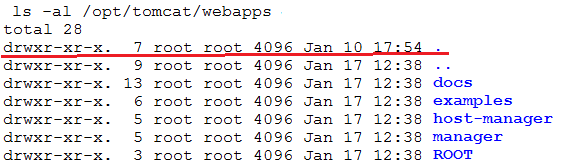 ls -al /opt/tomcat/webapps
total 28
drwxr-xr-x. 7 root root 4096 Jan 10 17:54 .
drwxr-xr-x. 9 root root 4096 Jan 17 12:38 ..
drwxr-xr-x. 13 root root 4096 Jan 17 12:38 docs
drwxr-xr-x. 6 root root 4096 Jan 17 12:38 examples
drwxr-xr-x. 5 root root 4096 Jan 17 12:38 host-manager
drwxr-xr-x. 5 root root 4096 Jan 17 12:38 manager
drwxr-xr-x. 3 root root 4096 Jan 17 12:38 ROOT